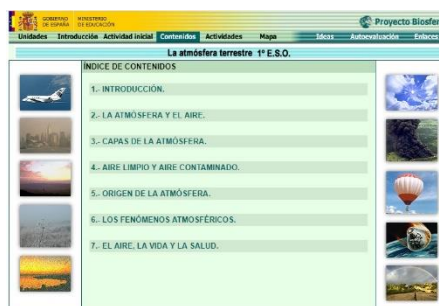 GOBIERNO DE ESPAÑA
MINISTERIO DE EDUCACIÓN
Proyecto Biosfer
Unidades Introducción Actividad inicial Contenidos Actividades Mapa Ideas Autoevaluación Enlaces
La atmósfera terrestre 1º E.S.O.
ÍNDICE DE CONTENIDOS
1.- INTRODUCCIÓN.
2.- LA ATMÓSFERA Y EL AIRE.
3.- CAPAS DE LA ATMÓSFERA.
4.- AIRE LIMPIO Y AIRE CONTAMINADO.
5.- ORIGEN DE LA ATMÓSFERA.
6.- LOS FENÓMENOS ATMOSFÉRICOS.
7.- EL AIRE, LA VIDA Y LA SALUD.